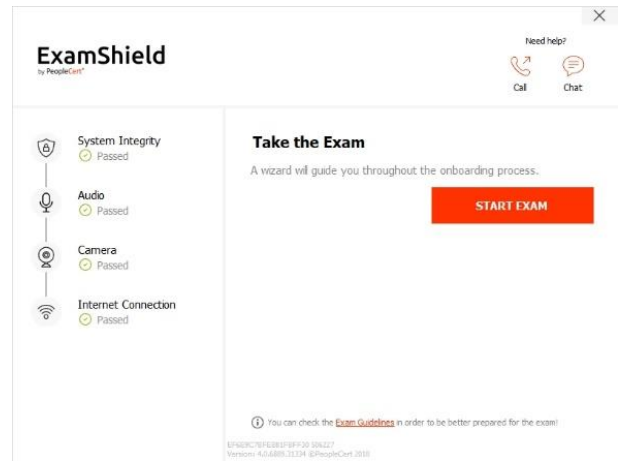 Need help?
ExamShield
by PeopleCert
Call Chat
System Integrity
Passed
Audio
Passed
Camera
Passed
Internet Connection
Passed
Take the Exam
A wizard will guide you throughout the onboarding process.
START EXAM
You can check the Exam Guidelines in order to be better prepared for the exam!
©PeopleCert 2018